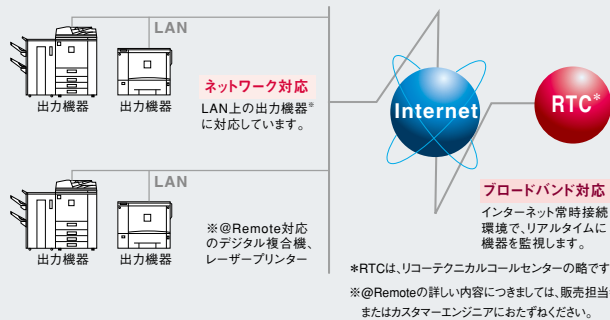 LAN
出力機器
出力機器
ネットワーク対応
LAN上の出力機器※
に対応しています。
Internet
RTC*
LAN
出力機器
出力機器
※@Remote対応
のデジタル複合機、
レーザープリンター
ブロードバンド対応
インターネット常時接続
環境で、リアルタイムに
機器を監視します。
*RTCは、リコーテクニカルコールセンターの略です
※@Remoteの詳しい内容につきましては、販売担当
またはカスタマーエンジニアにおたずねください。